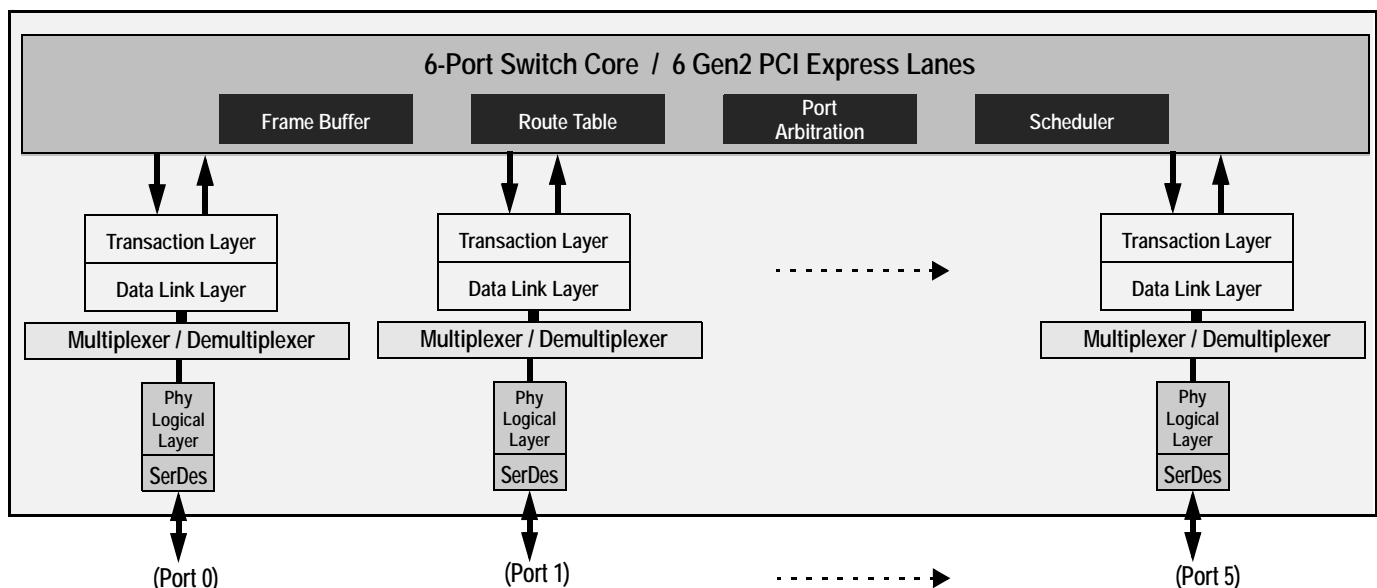 6-Port Switch Core / 6 Gen2 PCI Express Lanes
Frame Buffer
Route Table
Port
Arbitration
Scheduler
Transaction Layer
Data Link Layer
Multiplexer / Demultiplexer
Phy
Logical
Layer
SerDes
(Port 0)
Transaction Layer
Data Link Layer
Multiplexer / Demultiplexer
Phy
Logical
Layer
SerDes
(Port 1)
Transaction Layer
Data Link Layer
Multiplexer / Demultiplexer
Phy
Logical
Layer
SerDes
(Port 5)